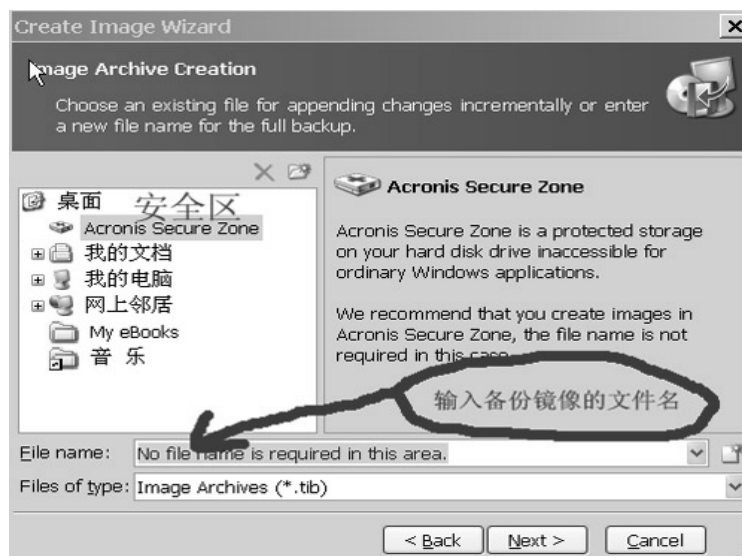 Create Image Wizard
Image Archive Creation
Choose an existing file for appending changes incrementally or enter
a new file name for the full backup.
桌面
安全区
Acronis Secure Zone
我的文档
我的电脑
网上邻居
My eBooks
音 乐
Acronis Secure Zone
Acronis Secure Zone is a protected storage
on your hard disk drive inaccessible for
ordinary Windows applications.
We recommend that you create images in
Acronis Secure Zone, the file name is not
required in this case.
输入备份镜像的文件名
File name:
No file name is required in this area.
Files of type:
Image Archives (*.tib)
< Back
Next >
Cancel